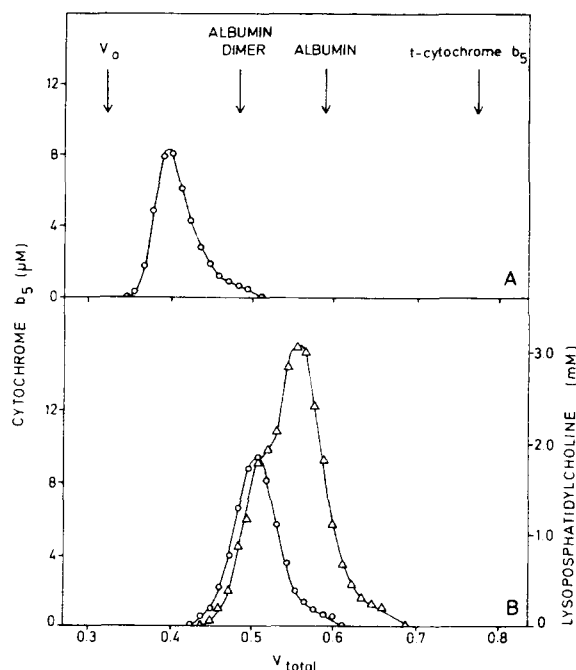 ALBUMIN
V₀ DIMER ALBUMIN t-cytochrome b₅
12
8
4
0
A
CYTOCHROME b₅ (µM)
12
8
4
0
B
3.0
2.0
1.0
0
LYSOPOSPHATIDYLCHOLINE (mM)
0.3 0.4 0.5 0.6 0.7 0.8
V total